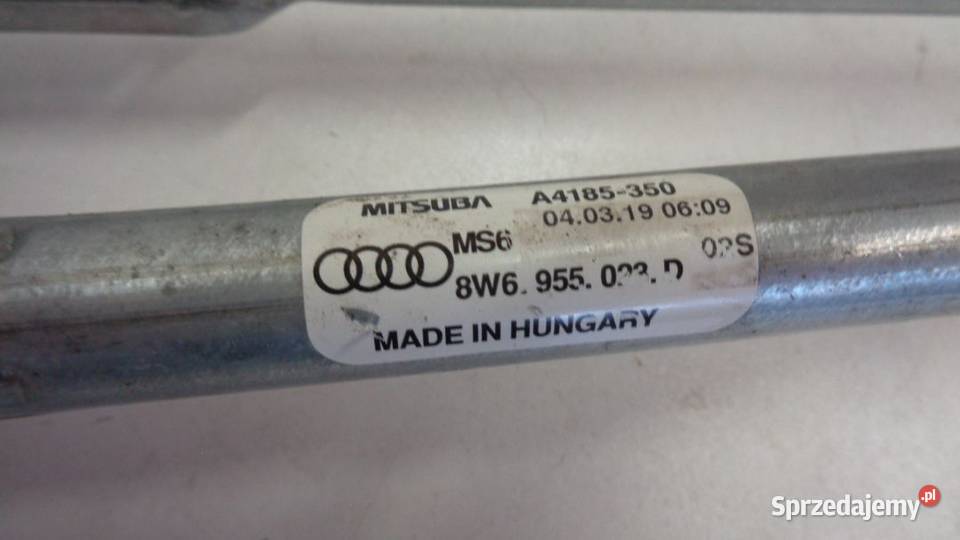 MITSUBA A4185-350
04.03.19 06:09
MS6
8W6. 955.
MADE IN HUNGARY
Sprzedajemy.pl